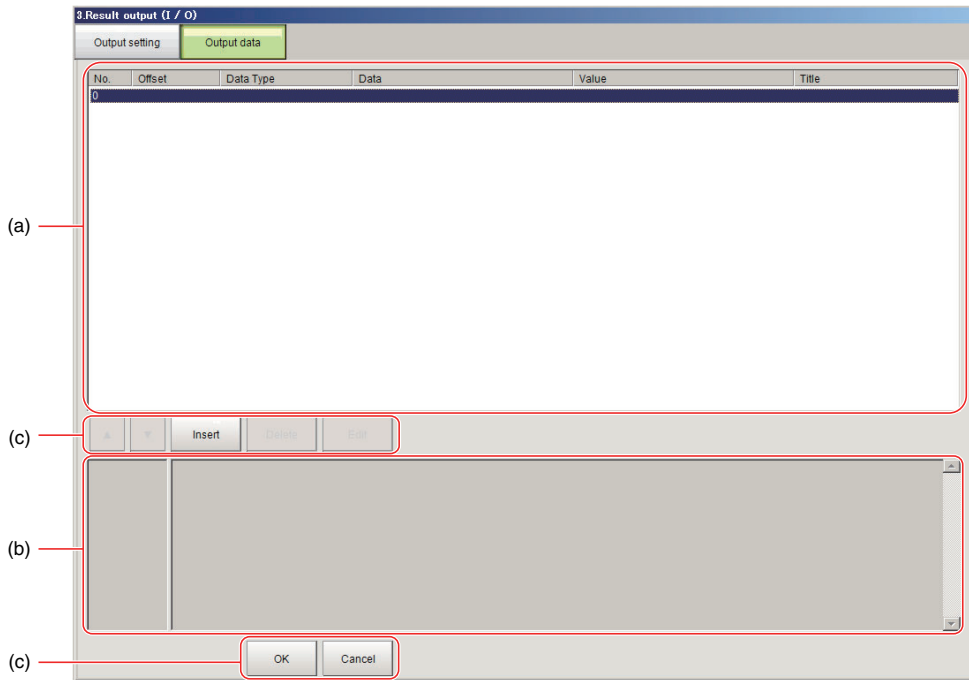 3.Result output (I / O)
Output setting Output data
No. Offset Data Type Data Value Title
0
(a)
(c)
▲ ▼ Insert Delete Edit
(b)
(c)
OK Cancel